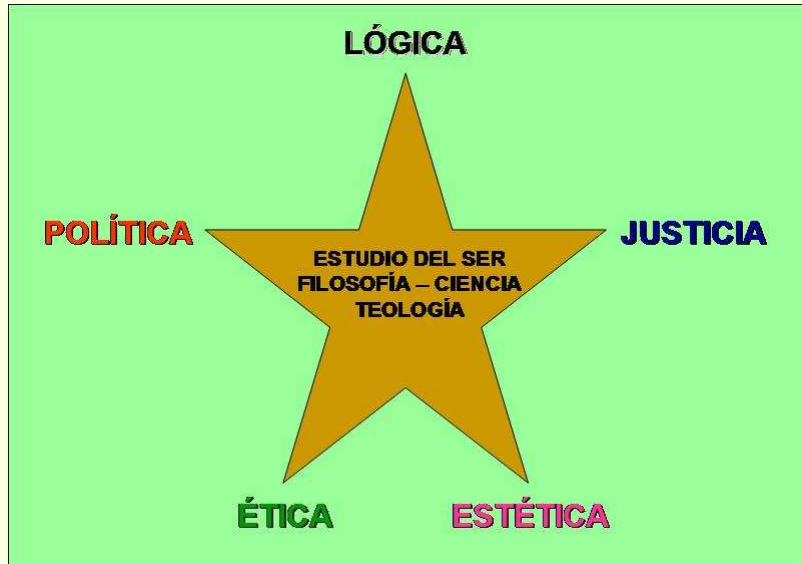 LÓGICA
POLÍTICA
JUSTICIA
ESTUDIO DEL SER
FILOSOFÍA – CIENCIA
TEOLOGÍA
ÉTICA
ESTÉTICA